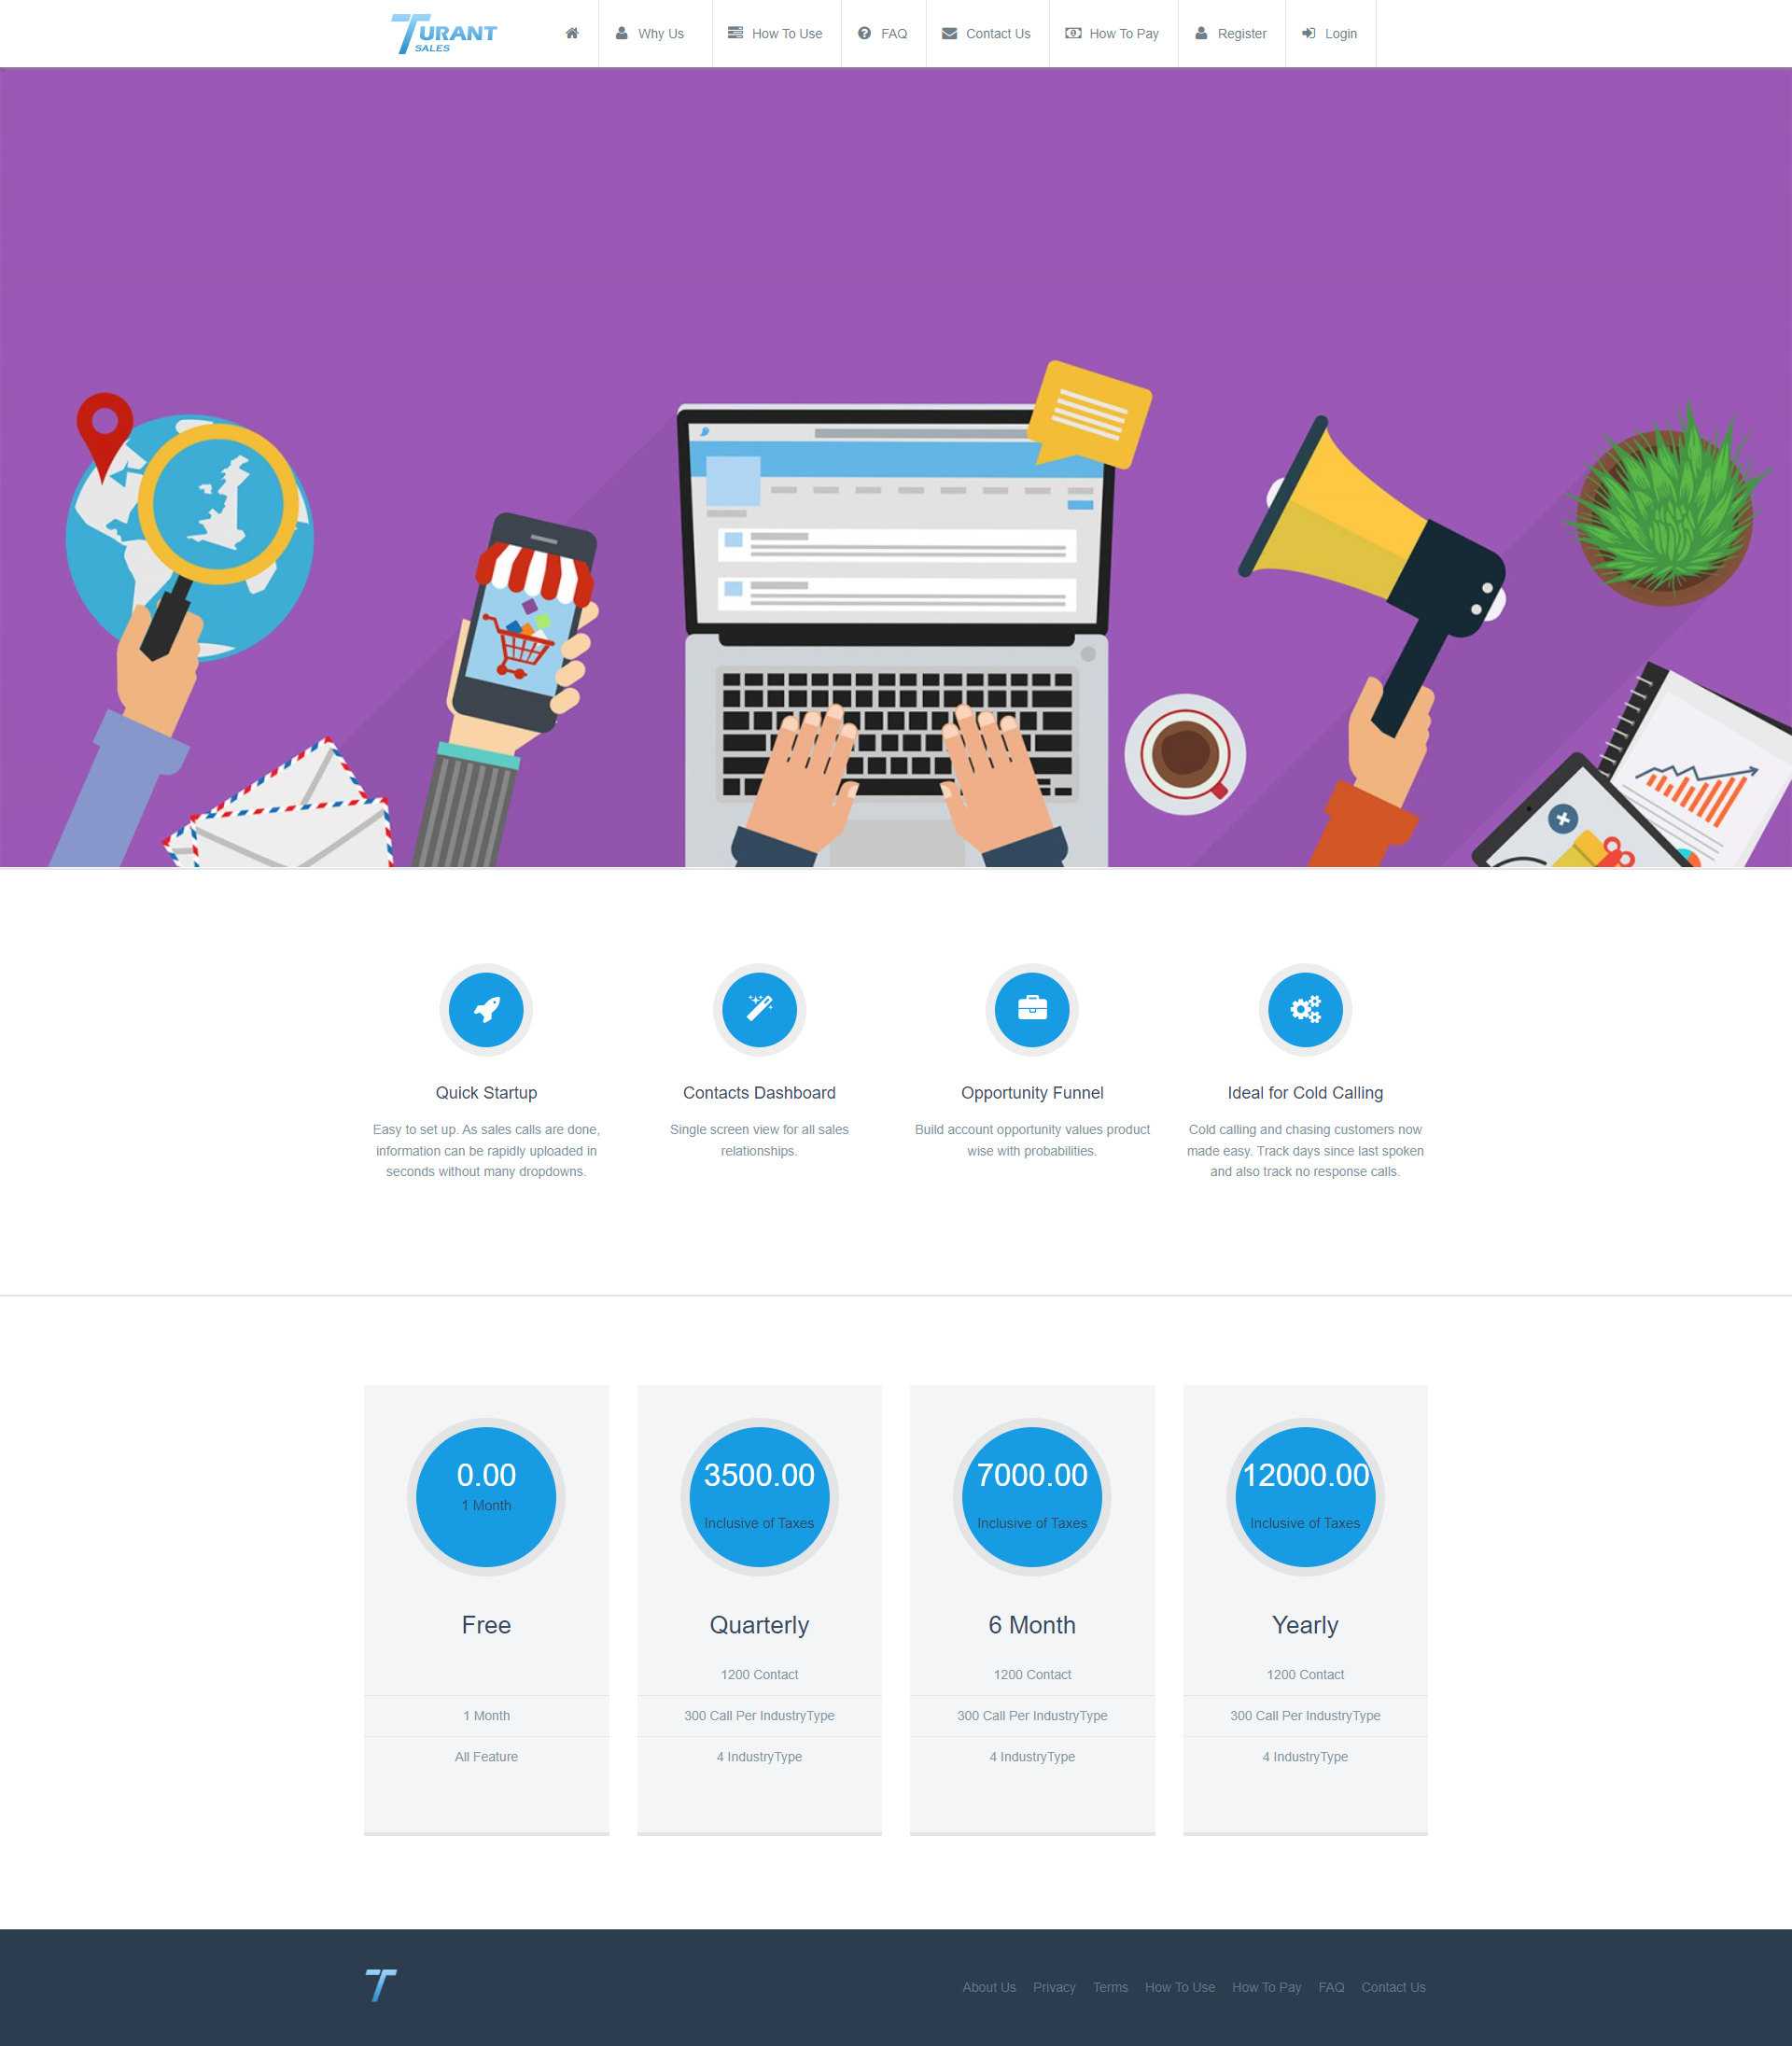 TURANT
SALES
Why Us
How To Use
FAQ
Contact Us
How To Pay
Register
Login
Quick Startup
Easy to set up. As sales calls are done,
information can be rapidly uploaded in
seconds without many dropdowns.
Contacts Dashboard
Single screen view for all sales
relationships.
Opportunity Funnel
Build account opportunity values product
wise with probabilities.
Ideal for Cold Calling
Cold calling and chasing customers now
made easy. Track days since last spoken
and also track no response calls.
0.00
1 Month
Free
1 Month
All Feature
3500.00
Inclusive of Taxes
Quarterly
1200 Contact
300 Call Per IndustryType
4 IndustryType
7000.00
Inclusive of Taxes
6 Month
1200 Contact
300 Call Per IndustryType
4 IndustryType
12000.00
Inclusive of Taxes
Yearly
1200 Contact
300 Call Per IndustryType
4 IndustryType
T
About Us
Privacy
Terms
How To Use
How To Pay
FAQ
Contact Us